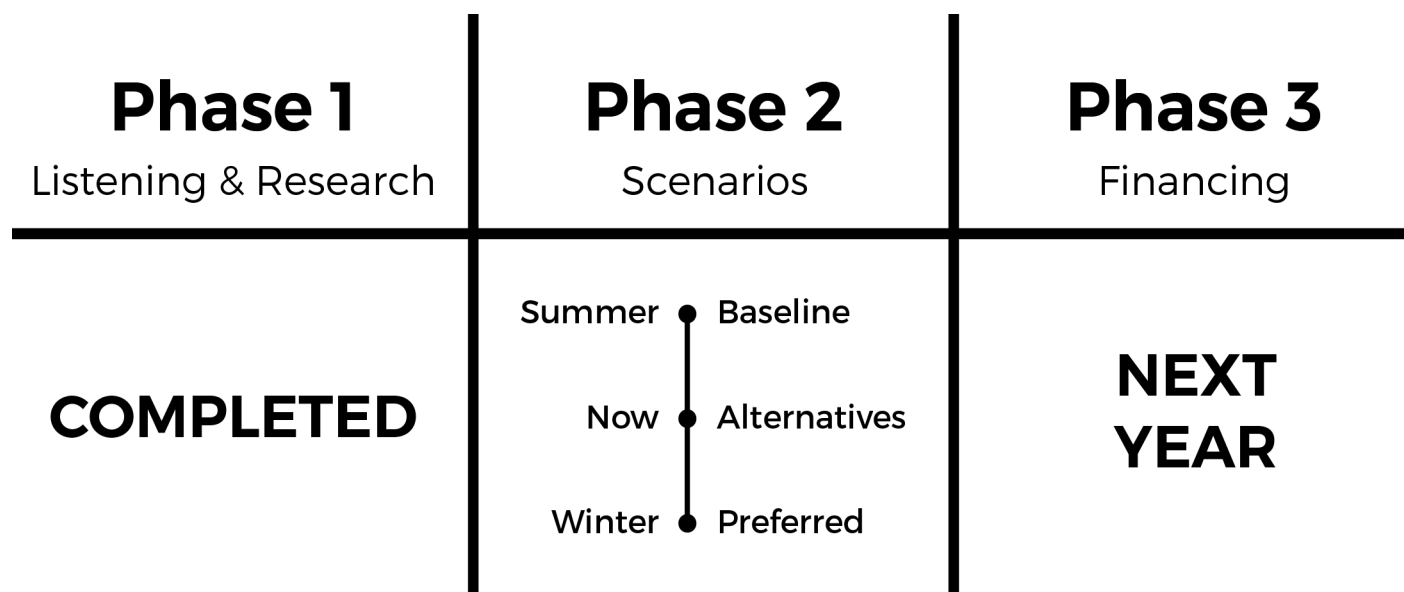 Phase 1
Listening & Research
Phase 2
Scenarios
Phase 3
Financing
COMPLETED
Summer Baseline
Now Alternatives
Winter Preferred
NEXT
YEAR